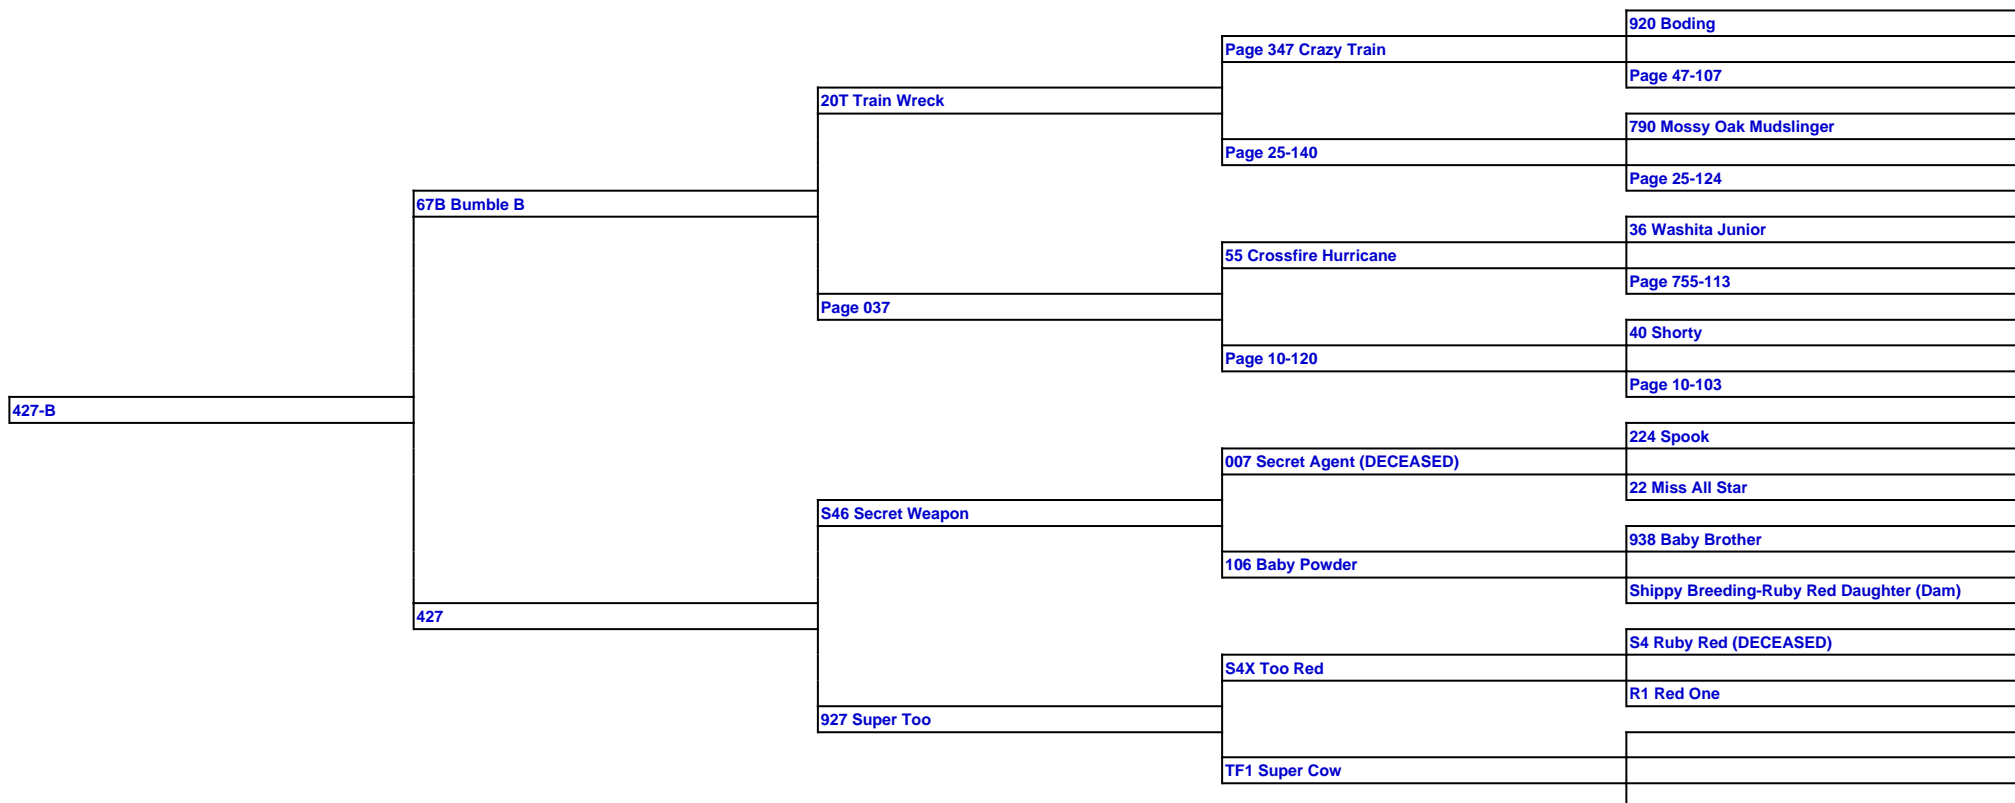 920 Boding
Page 347 Crazy Train
Page 47-107
20T Train Wreck
790 Mossy Oak Mudslinger
Page 25-140
Page 25-124
67B Bumble B
36 Washita Junior
55 Crossfire Hurricane
Page 755-113
Page 037
40 Shorty
Page 10-120
Page 10-103
427-B
224 Spook
007 Secret Agent (DECEASED)
22 Miss All Star
S46 Secret Weapon
938 Baby Brother
106 Baby Powder
Shippy Breeding-Ruby Red Daughter (Dam)
427
S4 Ruby Red (DECEASED)
S4X Too Red
R1 Red One
927 Super Too
TF1 Super Cow